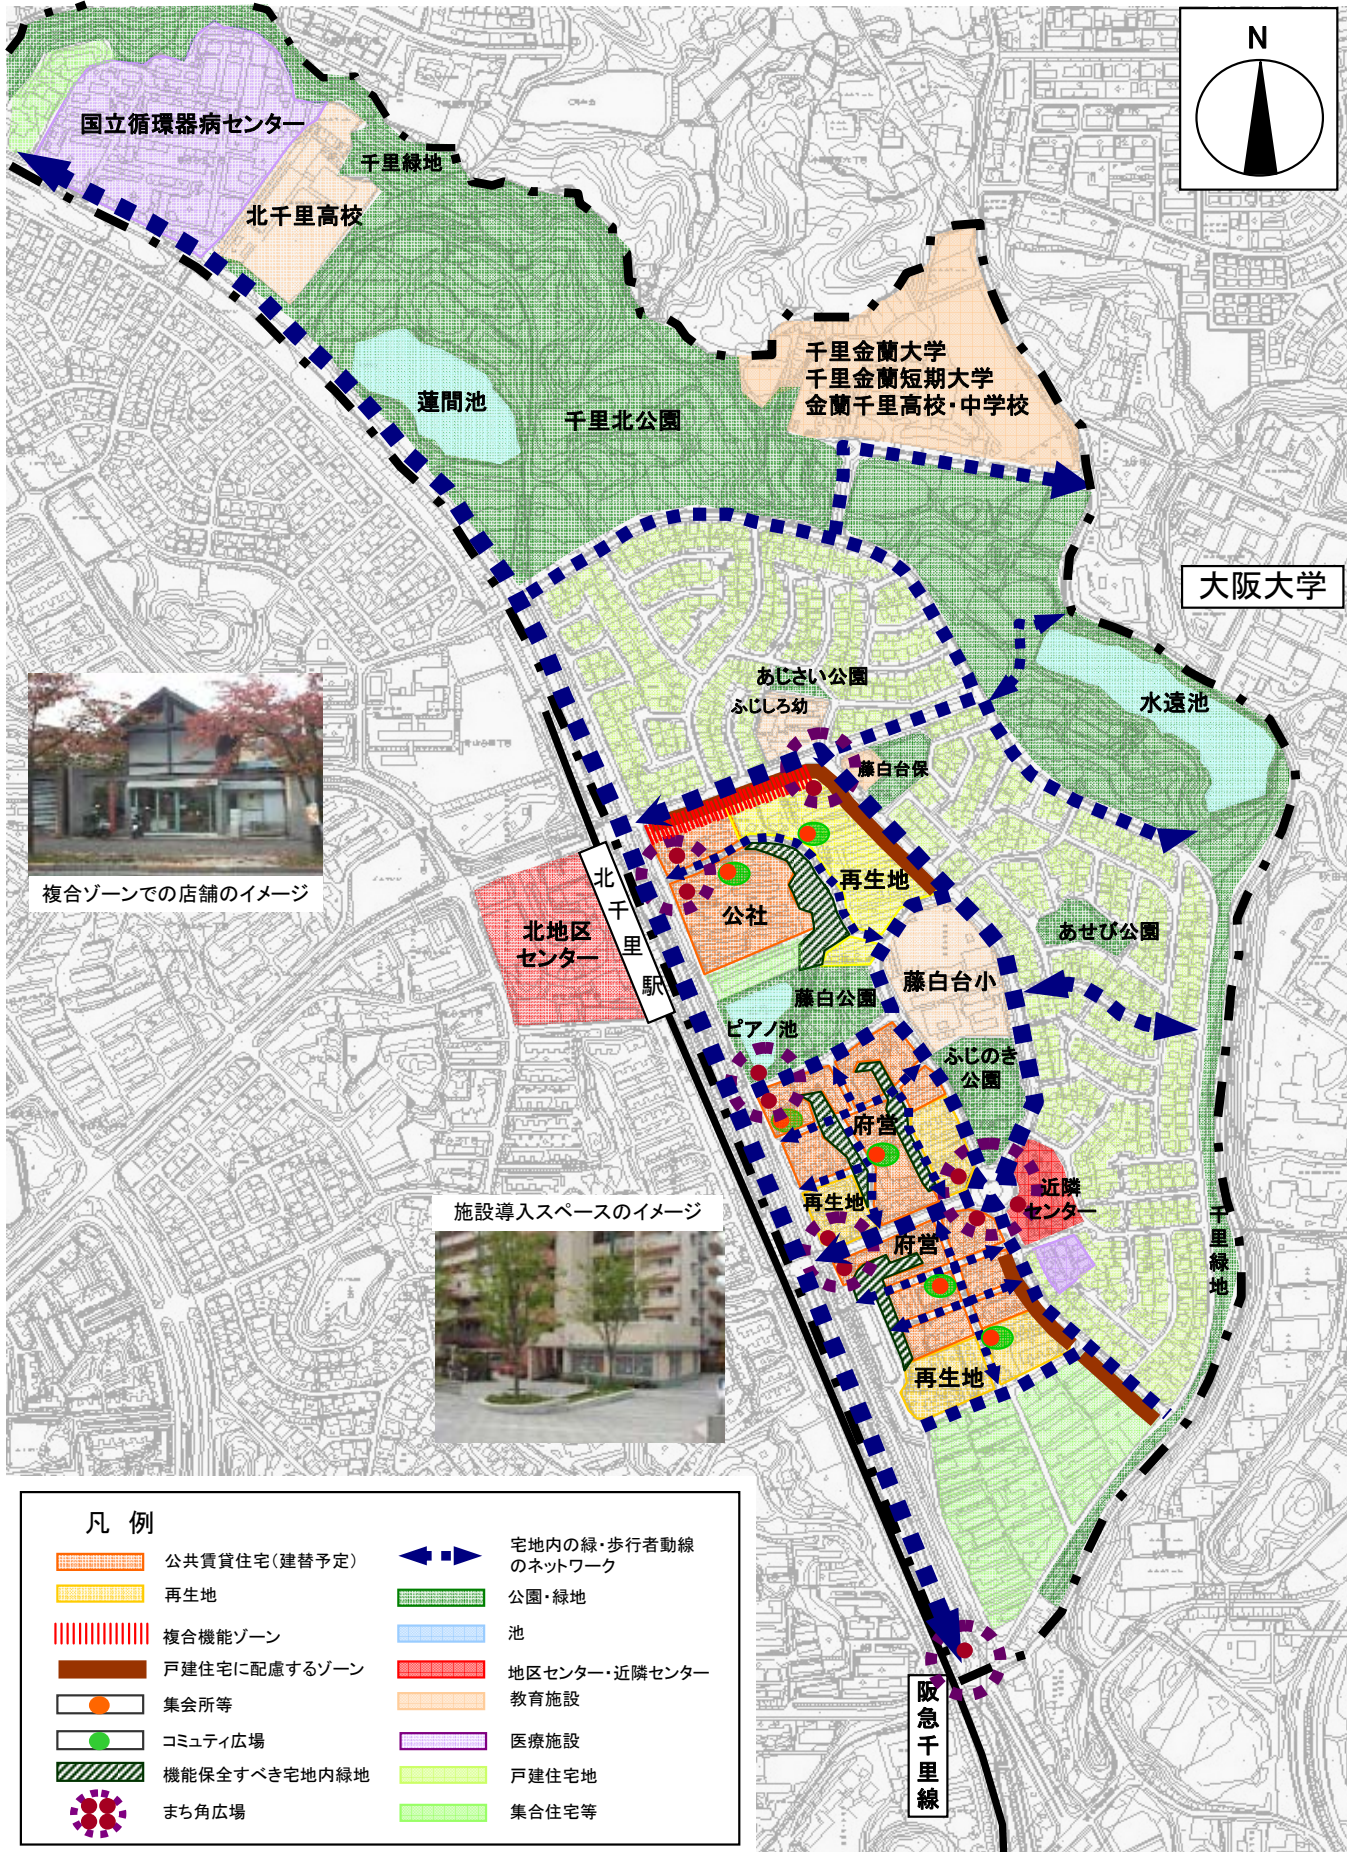 N
国立循環器病センター
千里緑地
北千里高校
千里金蘭大学
千里金蘭短期大学
金蘭千里高校・中学校
蓮間池
千里北公園
大阪大学
あじさい公園
ふじしろ幼
水遠池
藤白台保
複合ゾーンでの店舗のイメージ
北千里駅
再生地
公社
北地区
センター
あせび公園
藤白台小
藤白公園
ピアノ池
ふじのき
公園
府営
近隣
センター
再生地
施設導入スペースのイメージ
府営
千里緑地
再生地
阪急千里線
凡 例
公共賃貸住宅（建替予定）
再生地
複合機能ゾーン
戸建住宅に配慮するゾーン
集会所等
コミュティ広場
機能保全すべき宅地内緑地
まち角広場
宅地内の緑・歩行者動線
のネットワーク
公園・緑地
池
地区センター・近隣センター
教育施設
医療施設
戸建住宅地
集合住宅等